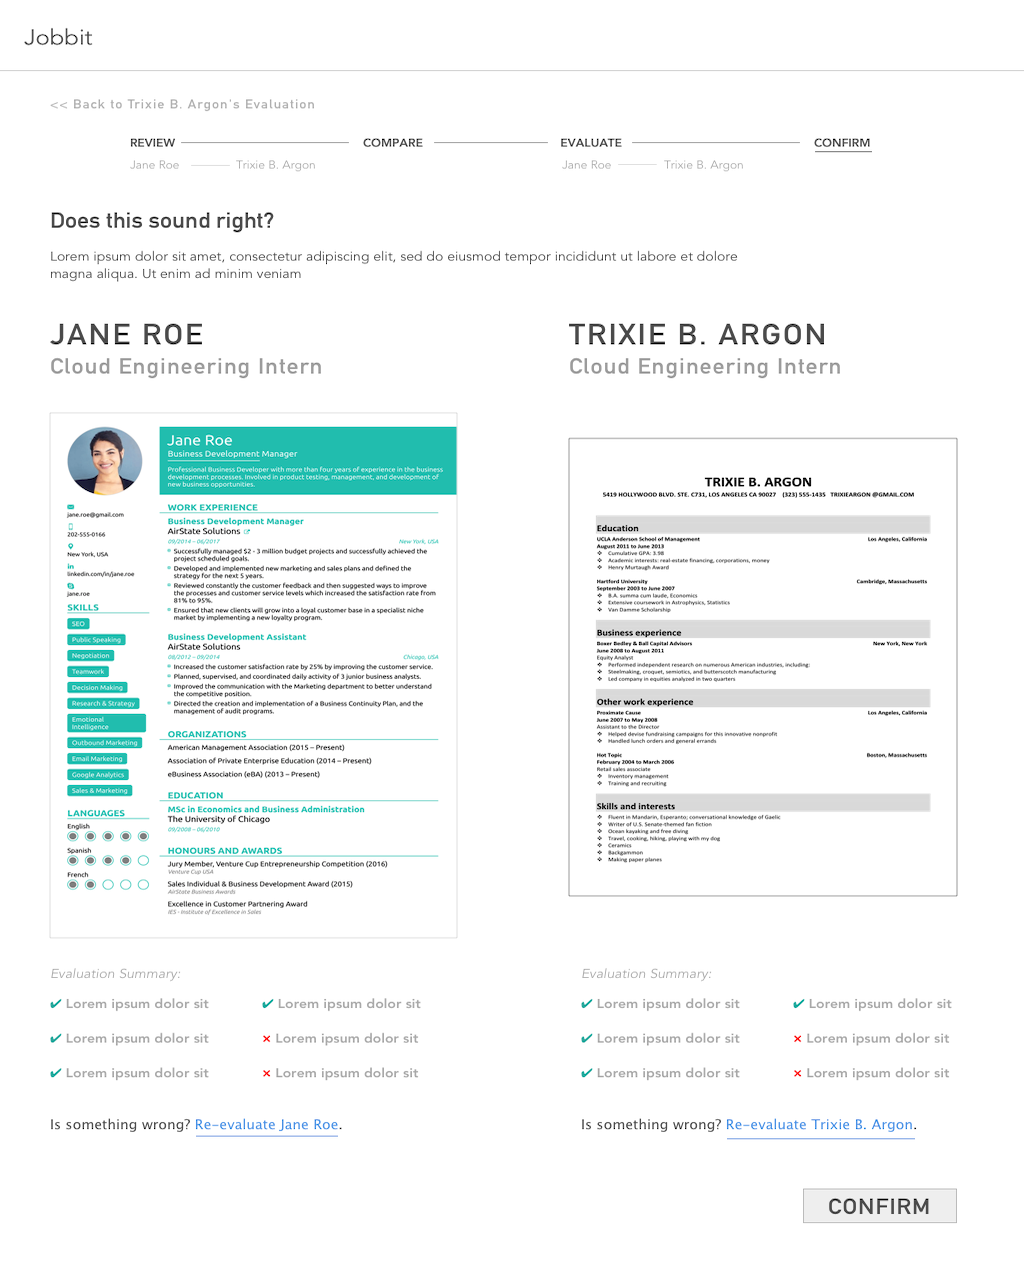 Jobbit
<< Back to Trixie B. Argon's Evaluation
REVIEW COMPARE EVALUATE CONFIRM
Jane Roe Trixie B. Argon Jane Roe Trixie B. Argon
Does this sound right?
Lorem ipsum dolor sit amet, consectetur adipiscing elit, sed do eiusmod tempor incididunt ut labore et dolore
magna aliqua. Ut enim ad minim veniam
JANE ROE
Cloud Engineering Intern
Jane Roe
Business Development Manager
Professional Business Developer with more than four years of experience in the business
development processes. Involved in product testing, management, and development of
new business opportunities.
jane.roe@gmail.com
202-555-0166
New York, USA
linkedin.com/in/jane.roe
jane.roe
SKILLS
SEO
Public Speaking
Negotiation
Teamwork
Decision Making
Research & Strategy
Emotional
Intelligence
Outbound Marketing
Email Marketing
Google Analytics
Sales & Marketing
LANGUAGES
English
Spanish
French
WORK EXPERIENCE
Business Development Manager
AirState Solutions
09/2014 – 06/2017 New York, USA
Successfully managed $2 - 3 million budget projects and successfully achieved the
project scheduled goals.
Developed and implemented new marketing and sales plans and defined the
strategy for the next 5 years.
Reviewed constantly the customer feedback and then suggested ways to improve
the processes and customer service levels which increased the satisfaction rate from
81% to 95%.
Ensured that new clients will grow into a loyal customer base in a specialist niche
market by implementing a new loyalty program.
Business Development Assistant
AirState Solutions
08/2012 – 09/2014 Chicago, USA
Increased the customer satisfaction rate by 25% by improving the customer service.
Planned, supervised, and coordinated daily activity of 3 junior business analysts.
Improved the communication with the Marketing department to better understand
the competitive position.
Directed the creation and implementation of a Business Continuity Plan, and the
management of audit programs.
ORGANIZATIONS
American Management Association (2015 – Present)
Association of Private Enterprise Education (2014 – Present)
eBusiness Association (eBA) (2013 – Present)
EDUCATION
MSc in Economics and Business Administration
The University of Chicago
09/2008 – 06/2010
HONOURS AND AWARDS
Jury Member, Venture Cup Entrepreneurship Competition (2016)
Venture Cup USA
Sales Individual & Business Development Award (2015)
AirState Business Awards
Excellence in Customer Partnering Award
IES - Institute of Excellence in Sales
Evaluation Summary:
✔ Lorem ipsum dolor sit ✔ Lorem ipsum dolor sit
✔ Lorem ipsum dolor sit × Lorem ipsum dolor sit
✔ Lorem ipsum dolor sit × Lorem ipsum dolor sit
Is something wrong? Re-evaluate Jane Roe.
TRIXIE B. ARGON
Cloud Engineering Intern
TRIXIE B. ARGON
5419 HOLLYWOOD BLVD. STE. C731, LOS ANGELES CA 90027 (323) 555-1435 TRIXIEARGON @GMAIL.COM
Education
UCLA Anderson School of Management Los Angeles, California
August 2011 to June 2013
Cumulative GPA: 3.98
Academic interests: real-estate financing, corporations, money
Henry Murtaugh Award
Hartford University Cambridge, Massachusetts
September 2003 to June 2007
B.A. summa cum laude, Economics
Extensive coursework in Astrophysics, Statistics
Van Damme Scholarship
Business experience
Boxer Bedley & Ball Capital Advisors New York, New York
June 2008 to August 2011
Equity Analyst
Performed independent research on numerous American industries, including:
Steelmaking, croquet, semiotics, and butterscotch manufacturing
Led company in equities analyzed in two quarters
Other work experience
Proximate Cause Los Angeles, California
June 2007 to May 2008
Assistant to the Director
Helped devise fundraising campaigns for this innovative nonprofit
Handled lunch orders and general errands
Hot Topic Boston, Massachusetts
February 2004 to March 2006
Retail sales associate
Inventory management
Training and recruiting
Skills and interests
Fluent in Mandarin, Esperanto; conversational knowledge of Gaelic
Writer of U.S. Senate-themed fan fiction
Ocean kayaking and free diving
Travel, cooking, hiking, playing with my dog
Ceramics
Backgammon
Making paper planes
Evaluation Summary:
✔ Lorem ipsum dolor sit ✔ Lorem ipsum dolor sit
✔ Lorem ipsum dolor sit × Lorem ipsum dolor sit
✔ Lorem ipsum dolor sit × Lorem ipsum dolor sit
Is something wrong? Re-evaluate Trixie B. Argon.
CONFIRM